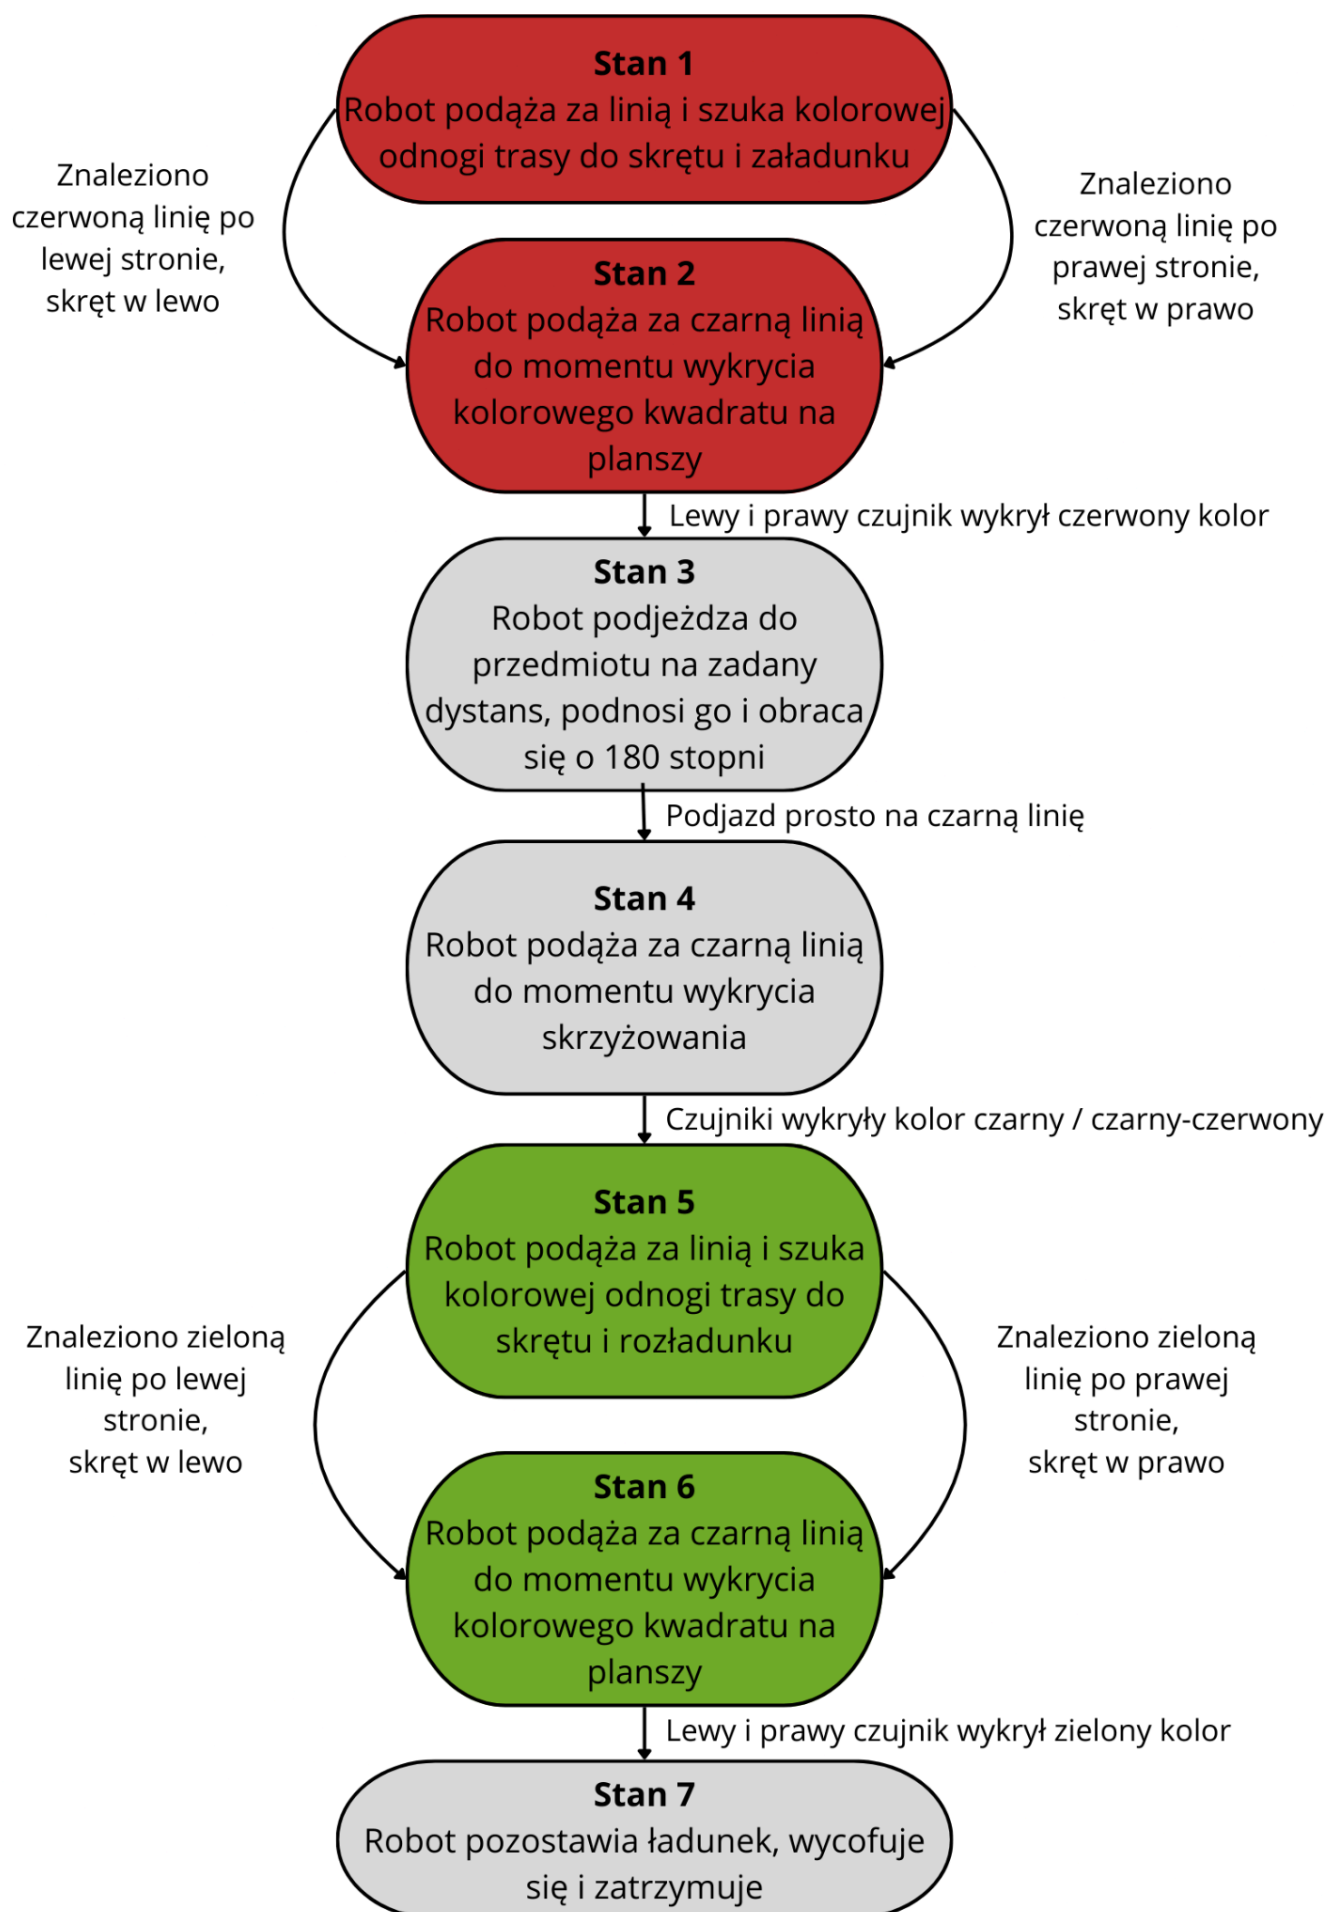 Stan 1
Robot podąża za linią i szuka kolorowej
odnogi trasy do skrętu i załadunku
Znaleziono
czerwoną linię po
lewej stronie,
skręt w lewo
Znaleziono
czerwoną linię po
prawej stronie,
skręt w prawo
Stan 2
Robot podąża za czarną linią
do momentu wykrycia
kolorowego kwadratu na
planszy
Lewy i prawy czujnik wykrył czerwony kolor
Stan 3
Robot podjeżdza do
przedmiotu na zadany
dystans, podnosi go i obraca
się o 180 stopni
Podjazd prosto na czarną linię
Stan 4
Robot podąża za czarną linią
do momentu wykrycia
skrzyżowania
Czujniki wykryły kolor czarny / czarny-czerwony
Stan 5
Robot podąża za linią i szuka
kolorowej odnogi trasy do
skrętu i rozładunku
Znaleziono zieloną
linię po lewej
stronie,
skręt w lewo
Znaleziono zieloną
linię po prawej
stronie,
skręt w prawo
Stan 6
Robot podąża za czarną linią
do momentu wykrycia
kolorowego kwadratu na
planszy
Lewy i prawy czujnik wykrył zielony kolor
Stan 7
Robot pozostawia ładunek, wycofuje
się i zatrzymuje